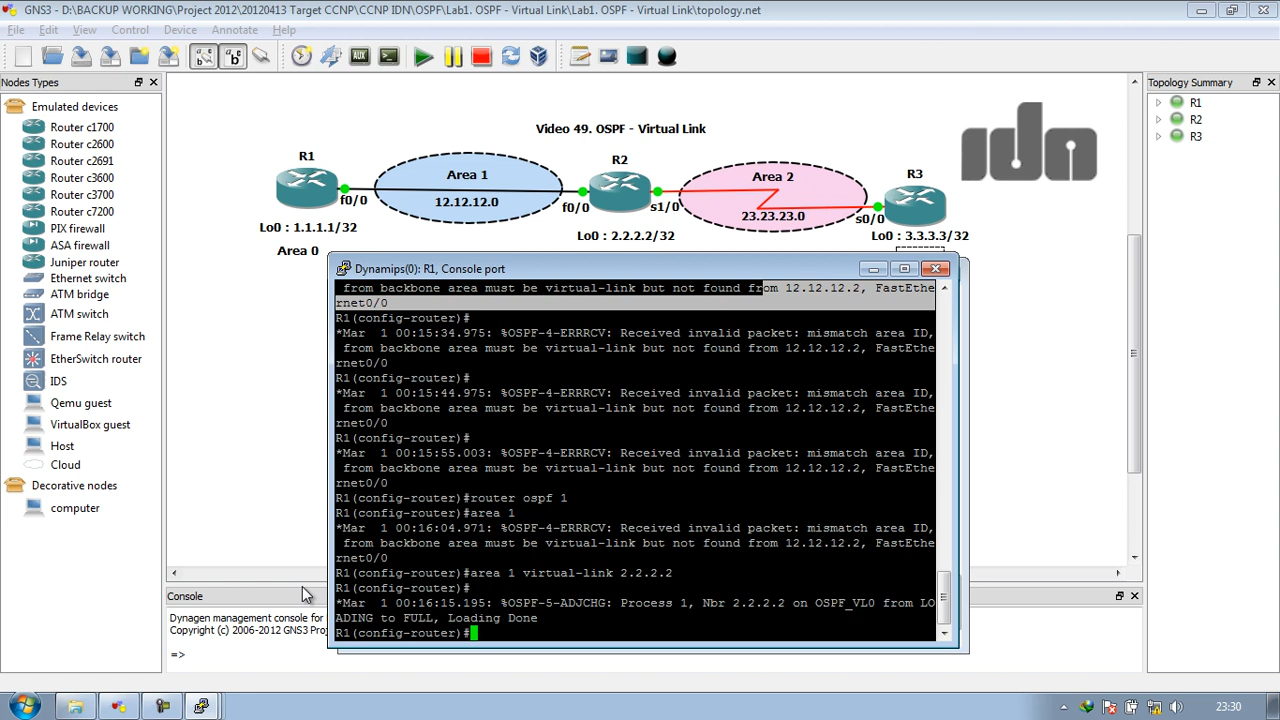 GNS3 - D:\BACKUP WORKING\Project 2012\20120413 Target CCNP\CCNP IDN\OSPF\Lab1. OSPF - Virtual Link\Lab1. OSPF - Virtual Link\topology.net
File Edit View Control Device Annotate Help
Nodes Types
Emulated devices
Router c1700
Router c2600
Router c2691
Router c3600
Router c3700
Router c7200
PIX firewall
ASA firewall
Juniper router
Ethernet switch
ATM bridge
ATM switch
Frame Relay switch
EtherSwitch router
IDS
Qemu guest
VirtualBox guest
Host
Cloud
Decorative nodes
computer
Video 49. OSPF - Virtual Link
idn
R1
Area 1
R2
Area 2
R3
f0/0
12.12.12.0
f0/0
s1/0
23.23.23.0
s0/0
Lo0 : 1.1.1.1/32
Lo0 : 2.2.2.2/32
Lo0 : 3.3.3.3/32
Area 0
Topology Summary
R1
R2
R3
Dynamips(0): R1, Console port
from backbone area must be virtual-link but not found from 12.12.12.2, FastEthe
rnet0/0
R1(config-router)#
*Mar  1 00:15:34.975: %OSPF-4-ERRRCV: Received invalid packet: mismatch area ID,
from backbone area must be virtual-link but not found from 12.12.12.2, FastEthe
rnet0/0
R1(config-router)#
*Mar  1 00:15:44.975: %OSPF-4-ERRRCV: Received invalid packet: mismatch area ID,
from backbone area must be virtual-link but not found from 12.12.12.2, FastEthe
rnet0/0
R1(config-router)#
*Mar  1 00:15:55.003: %OSPF-4-ERRRCV: Received invalid packet: mismatch area ID,
from backbone area must be virtual-link but not found from 12.12.12.2, FastEthe
rnet0/0
R1(config-router)#router ospf 1
R1(config-router)#area 1
*Mar  1 00:16:04.971: %OSPF-4-ERRRCV: Received invalid packet: mismatch area ID,
from backbone area must be virtual-link but not found from 12.12.12.2, FastEthe
rnet0/0
R1(config-router)#area 1 virtual-link 2.2.2.2
R1(config-router)#
*Mar  1 00:16:15.195: %OSPF-5-ADJCHG: Process 1, Nbr 2.2.2.2 on OSPF_VL0 from LO
ADING to FULL, Loading Done
R1(config-router)#
Console
Dynagen management console for
Copyright (c) 2006-2012 GNS3 Proj
=>
23:30